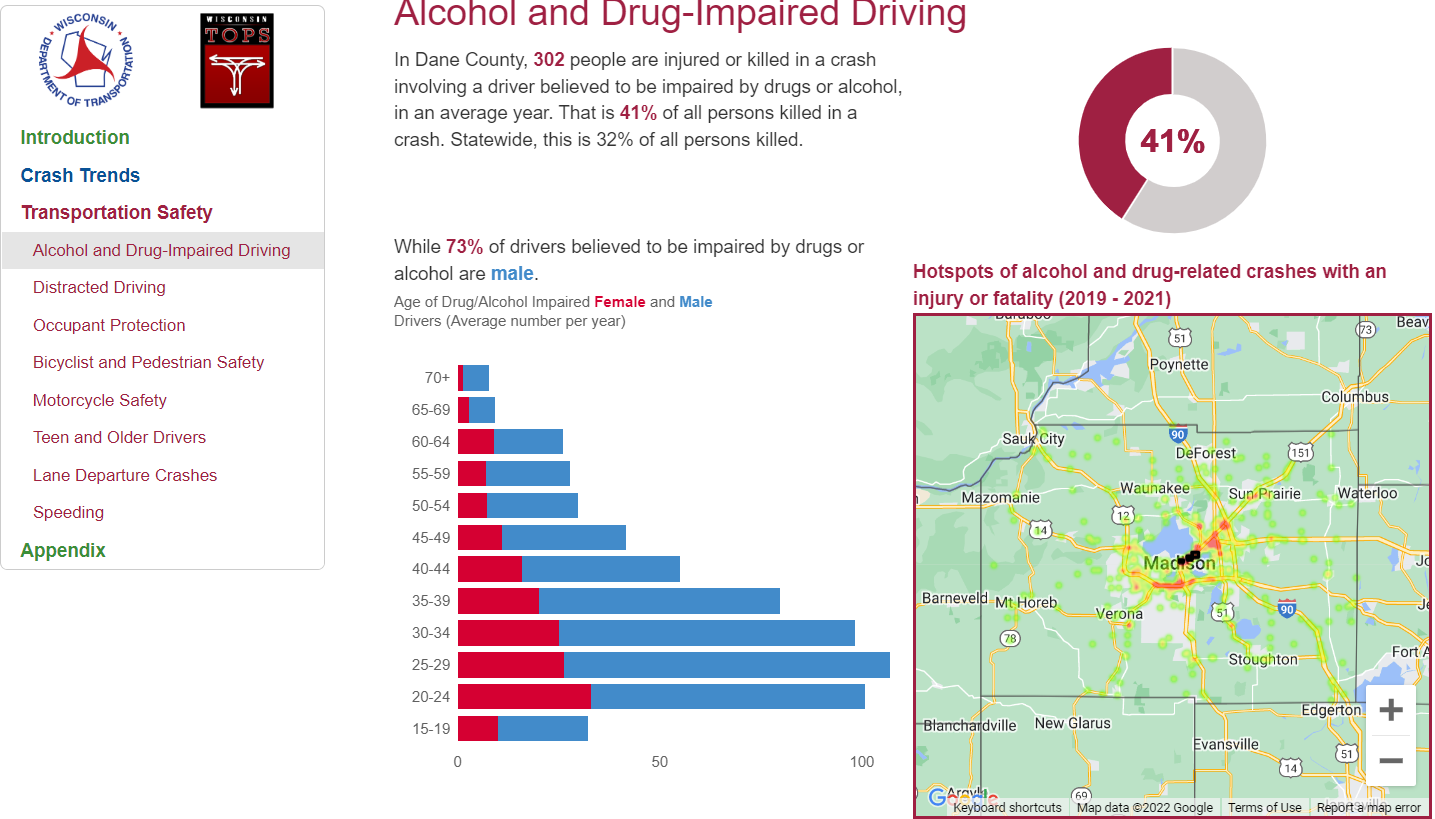 WISCONSIN
DEPARTMENT OF TRANSPORTATION
WISCONSIN
TOPS
Introduction
Crash Trends
Transportation Safety
Alcohol and Drug-Impaired Driving
Distracted Driving
Occupant Protection
Bicyclist and Pedestrian Safety
Motorcycle Safety
Teen and Older Drivers
Lane Departure Crashes
Speeding
Appendix
Alcohol and Drug-Impaired Driving
In Dane County, 302 people are injured or killed in a crash
involving a driver believed to be impaired by drugs or alcohol,
in an average year. That is 41% of all persons killed in a
crash. Statewide, this is 32% of all persons killed.
41%
While 73% of drivers believed to be impaired by drugs or
alcohol are male.
Age of Drug/Alcohol Impaired Female and Male
Drivers (Average number per year)
70+
65-69
60-64
55-59
50-54
45-49
40-44
35-39
30-34
25-29
20-24
15-19
0 50 100
Hotspots of alcohol and drug-related crashes with an
injury or fatality (2019 - 2021)
Baraboo
Beav
73
51
Poynette
Columbus
90
Sauk City
DeForest
151
Mazomanie
Waunakee
Sun Prairie
Waterloo
12
14
Madison
Jo
Barneveld
Mt Horeb
Verona
51
90
Je
78
Stoughton
Fort A
Edgerton
+
Blanchardville
New Glarus
Evansville
51
−
14
Argyle
69
Google
Janesville
Keyboard shortcuts
Map data ©2022 Google
Terms of Use
Report a map error